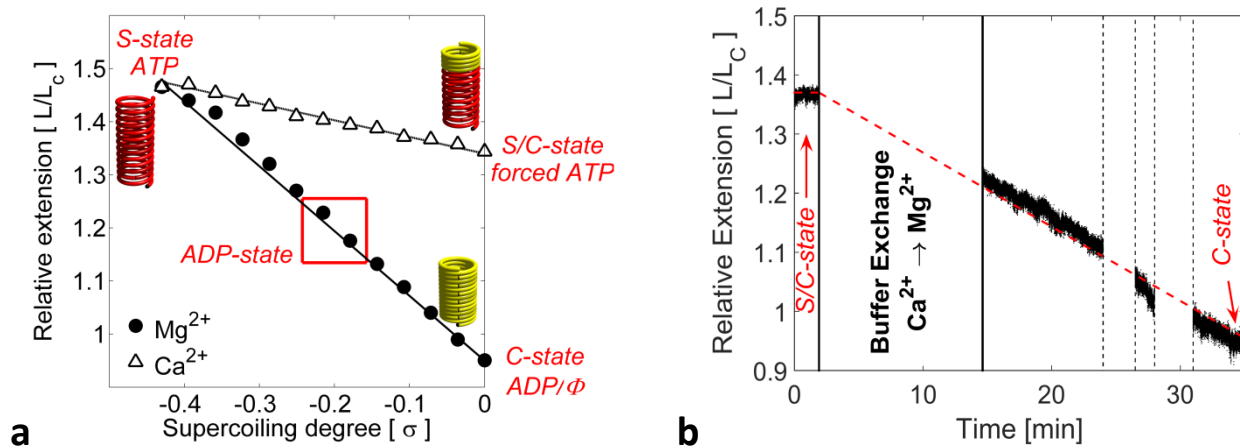 Relative extension [ L/L_C ]
1.5
1.4
1.3
1.2
1.1
1
S-state
ATP
S/C-state
forced ATP
ADP-state
C-state
ADP/Φ
Mg2+
Ca2+
-0.4
-0.3
-0.2
-0.1
0
Supercoiling degree [ σ ]
a
Relative Extension [ L/L_C ]
1.5
1.4
1.3
1.2
1.1
1
0.9
S/C-state
Buffer Exchange
Ca2+ → Mg2+
C-state
0
10
20
30
Time [min]
b